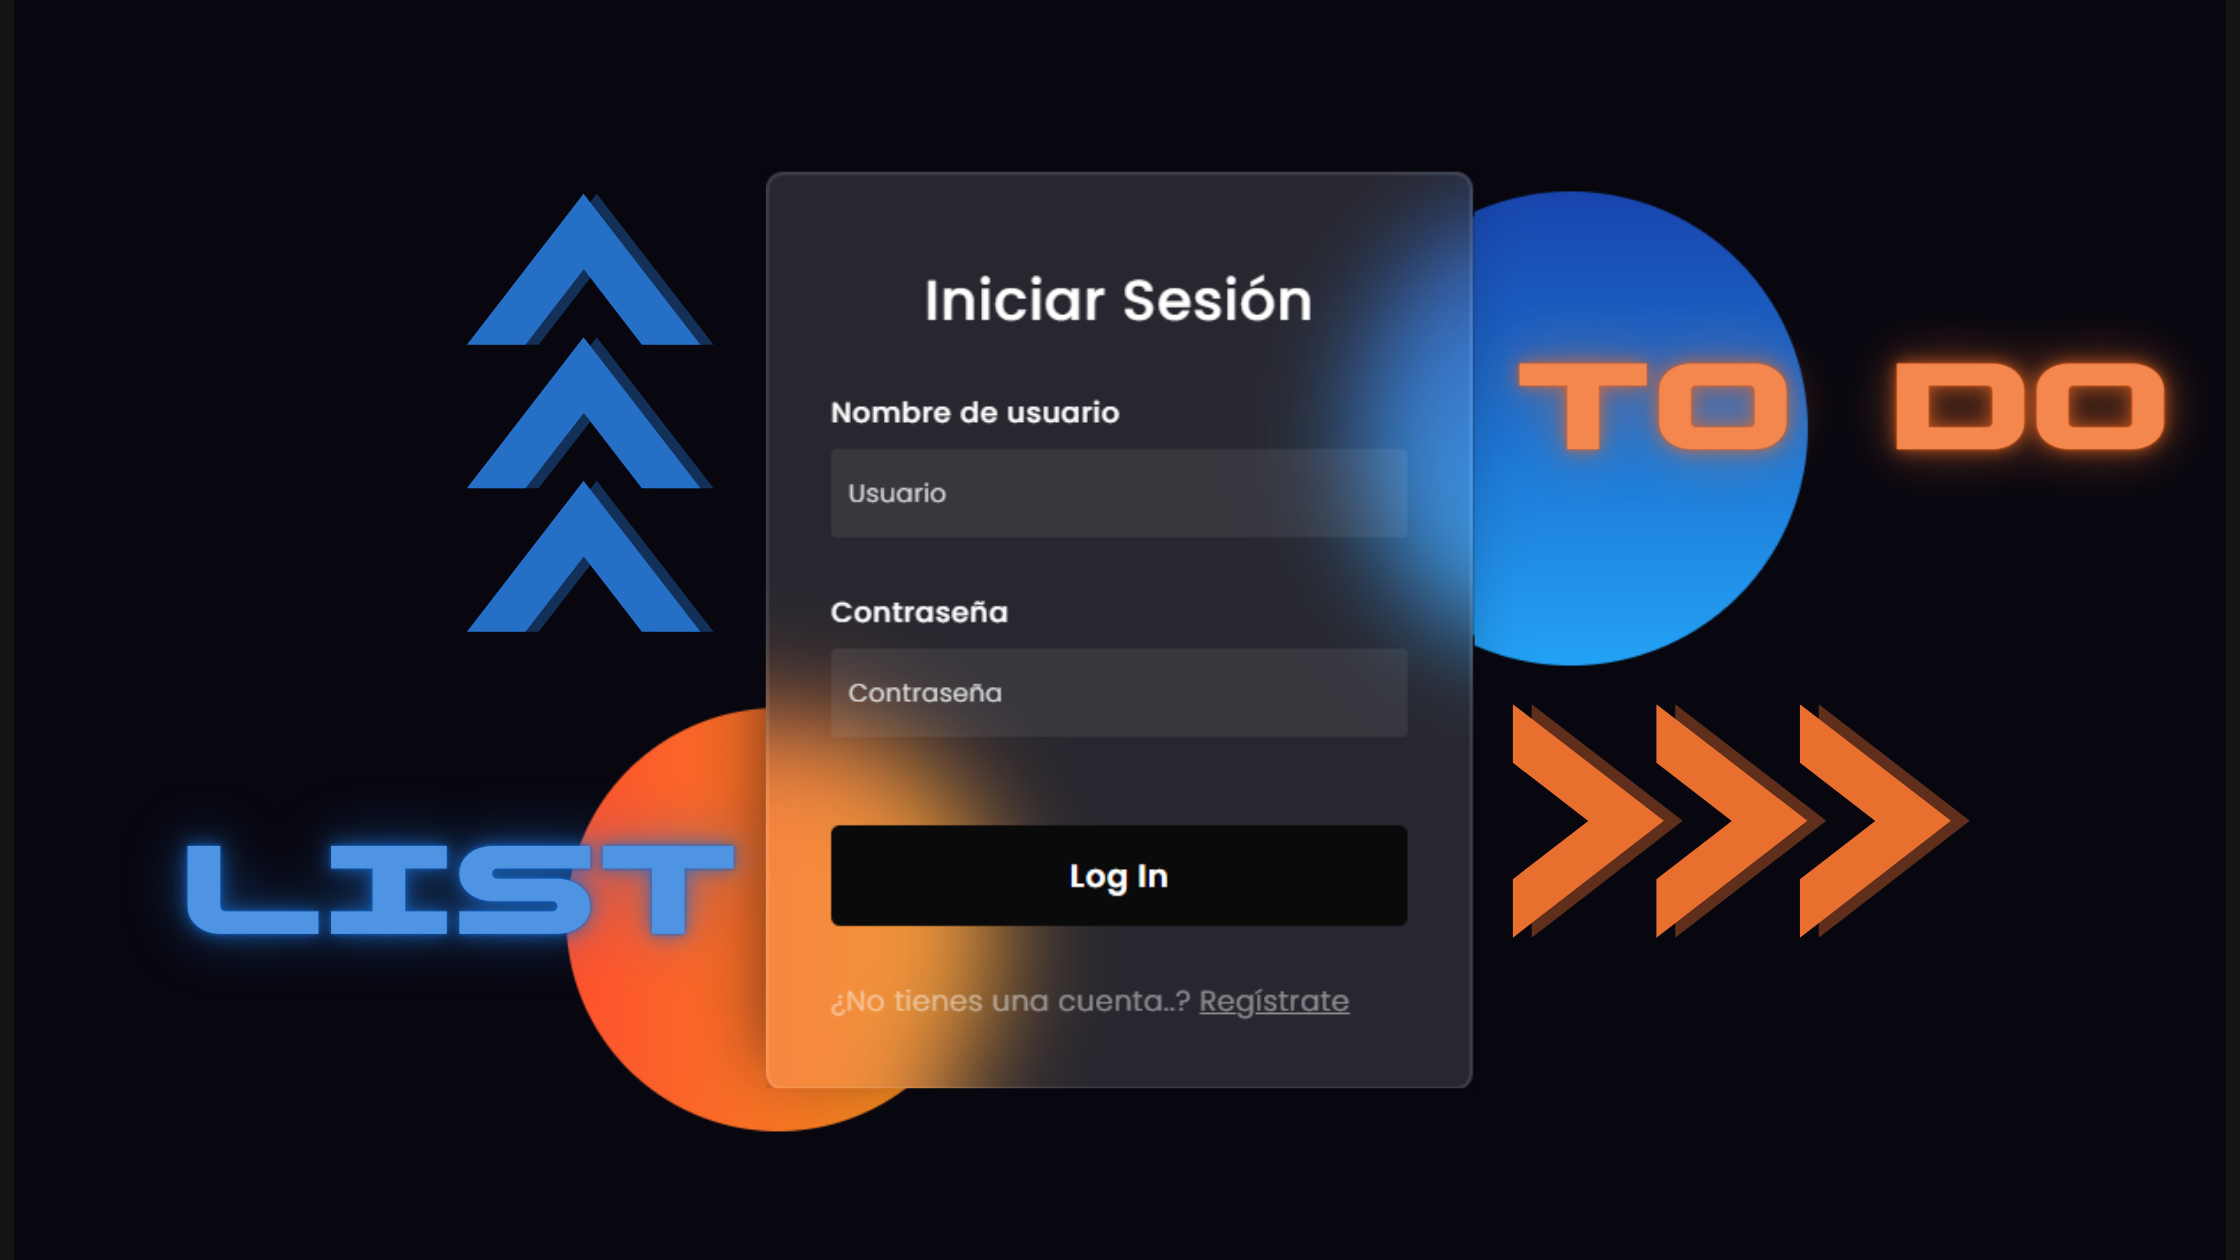 Iniciar Sesión
TO DO
Nombre de usuario
Usuario
Contraseña
Contraseña
LIST
Log In
¿No tienes una cuenta..? Regístrate